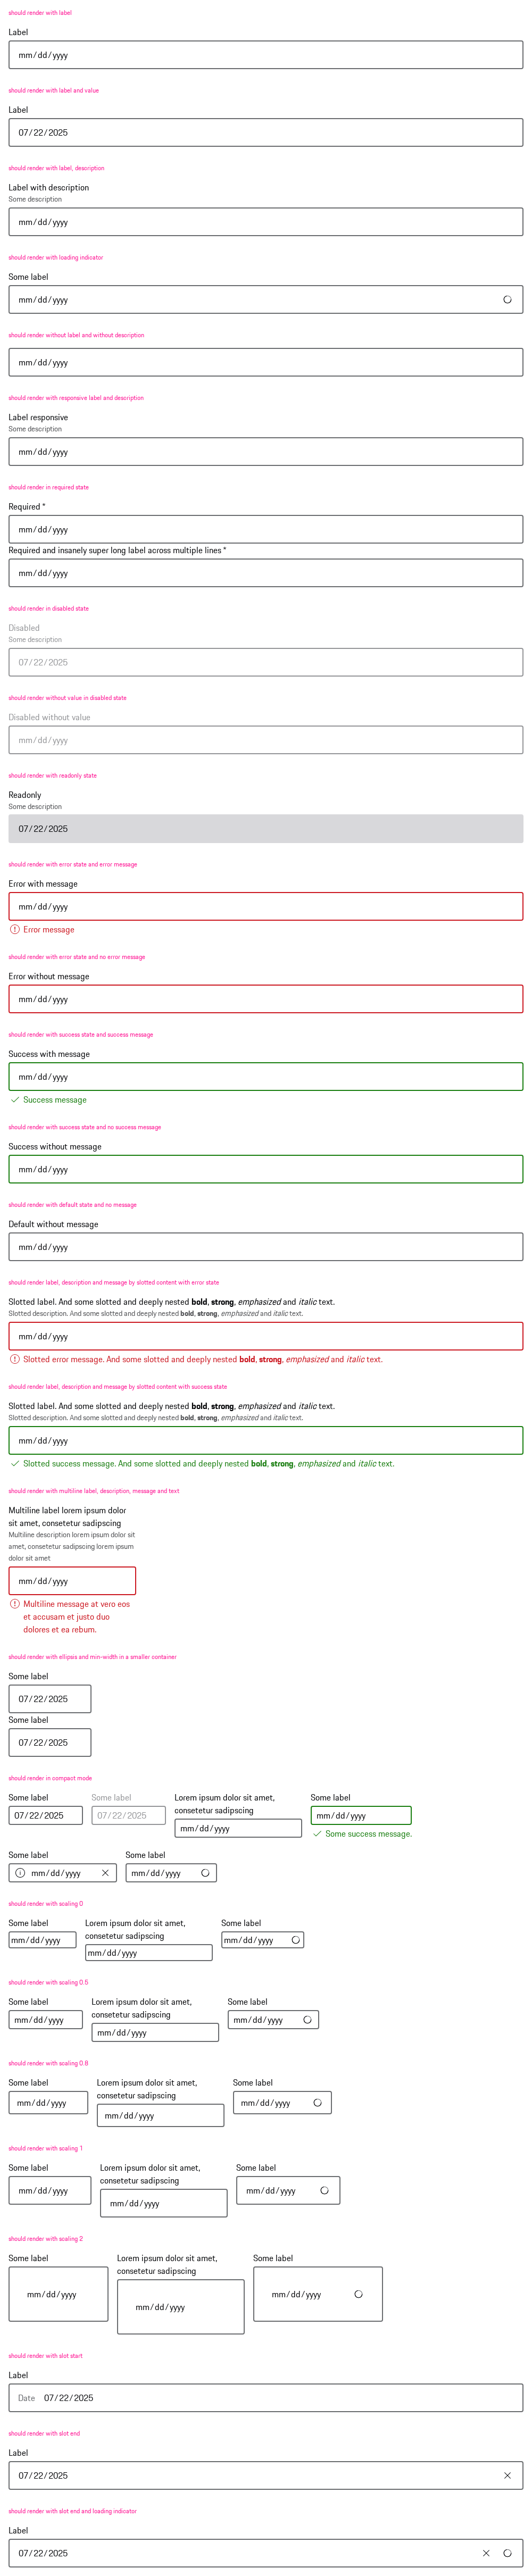 should render with label
Label
mm/dd/yyyy
should render with label and value
Label
07/22/2025
should render with label, description
Label with description
Some description
mm/dd/yyyy
should render with loading indicator
Some label
mm/dd/yyyy
should render without label and without description
mm/dd/yyyy
should render with responsive label and description
Label responsive
Some description
mm/dd/yyyy
should render in required state
Required *
mm/dd/yyyy
Required and insanely super long label across multiple lines *
mm/dd/yyyy
should render in disabled state
Disabled
Some description
07/22/2025
should render without value in disabled state
Disabled without value
mm/dd/yyyy
should render with readonly state
Readonly
Some description
07/22/2025
should render with error state and error message
Error with message
mm/dd/yyyy
Error message
should render with error state and no error message
Error without message
mm/dd/yyyy
should render with success state and success message
Success with message
mm/dd/yyyy
Success message
should render with success state and no success message
Success without message
mm/dd/yyyy
should render with default state and no message
Default without message
mm/dd/yyyy
should render label, description and message by slotted content with error state
Slotted label. And some slotted and deeply nested bold, strong, emphasized and italic text.
Slotted description. And some slotted and deeply nested bold, strong, emphasized and italic text.
mm/dd/yyyy
Slotted error message. And some slotted and deeply nested bold, strong, emphasized and italic text.
should render label, description and message by slotted content with success state
Slotted label. And some slotted and deeply nested bold, strong, emphasized and italic text.
Slotted description. And some slotted and deeply nested bold, strong, emphasized and italic text.
mm/dd/yyyy
Slotted success message. And some slotted and deeply nested bold, strong, emphasized and italic text.
should render with multiline label, description, message and text
Multiline label lorem ipsum dolor
sit amet, consetetur sadipscing
Multiline description lorem ipsum dolor sit
amet, consetetur sadipscing lorem ipsum
dolor sit amet
mm/dd/yyyy
Multiline message at vero eos
et accusam et justo duo
dolores et ea rebum.
should render with ellipsis and min-width in a smaller container
Some label
07/22/2025
Some label
07/22/2025
should render in compact mode
Some label
07/22/2025
Some label
07/22/2025
Lorem ipsum dolor sit amet,
consetetur sadipscing
mm/dd/yyyy
Some label
mm/dd/yyyy
Some success message.
Some label
mm/dd/yyyy
Some label
mm/dd/yyyy
should render with scaling 0
Some label
mm/dd/yyyy
Lorem ipsum dolor sit amet,
consetetur sadipscing
mm/dd/yyyy
Some label
mm/dd/yyyy
should render with scaling 0.5
Some label
mm/dd/yyyy
Lorem ipsum dolor sit amet,
consetetur sadipscing
mm/dd/yyyy
Some label
mm/dd/yyyy
should render with scaling 0.8
Some label
mm/dd/yyyy
Lorem ipsum dolor sit amet,
consetetur sadipscing
mm/dd/yyyy
Some label
mm/dd/yyyy
should render with scaling 1
Some label
mm/dd/yyyy
Lorem ipsum dolor sit amet,
consetetur sadipscing
mm/dd/yyyy
Some label
mm/dd/yyyy
should render with scaling 2
Some label
mm/dd/yyyy
Lorem ipsum dolor sit amet,
consetetur sadipscing
mm/dd/yyyy
Some label
mm/dd/yyyy
should render with slot start
Label
Date 07/22/2025
should render with slot end
Label
07/22/2025
should render with slot end and loading indicator
Label
07/22/2025